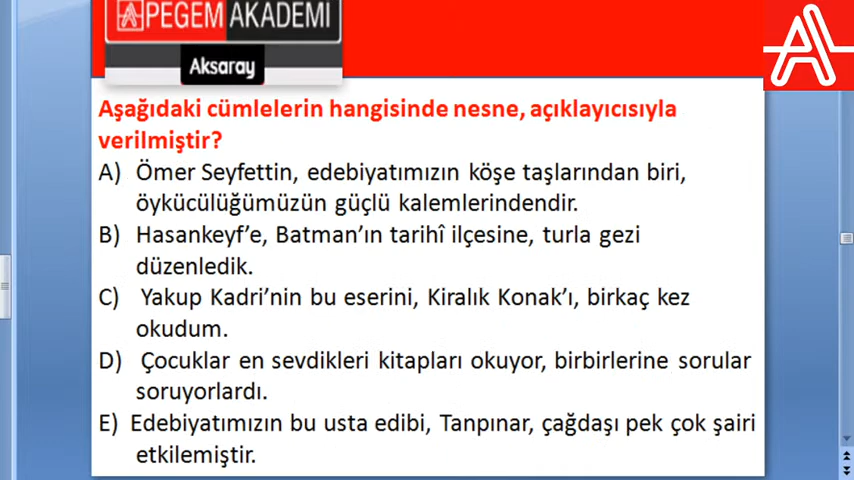 PEGEM AKADEMİ
Aksaray
Aşağıdaki cümlelerin hangisinde nesne, açıklayıcısıyla
verilmiştir?
A) Ömer Seyfettin, edebiyatımızın köşe taşlarından biri,
öykücülüğümüzün güçlü kalemlerindendir.
B) Hasankeyf’e, Batman’ın tarihî ilçesine, turla gezi
düzenledik.
C) Yakup Kadri’nin bu eserini, Kiralık Konak’ı, birkaç kez
okudum.
D) Çocuklar en sevdikleri kitapları okuyor, birbirlerine sorular
soruyorlardı.
E) Edebiyatımızın bu usta edibi, Tanpınar, çağdaşı pek çok şairi
etkilemiştir.